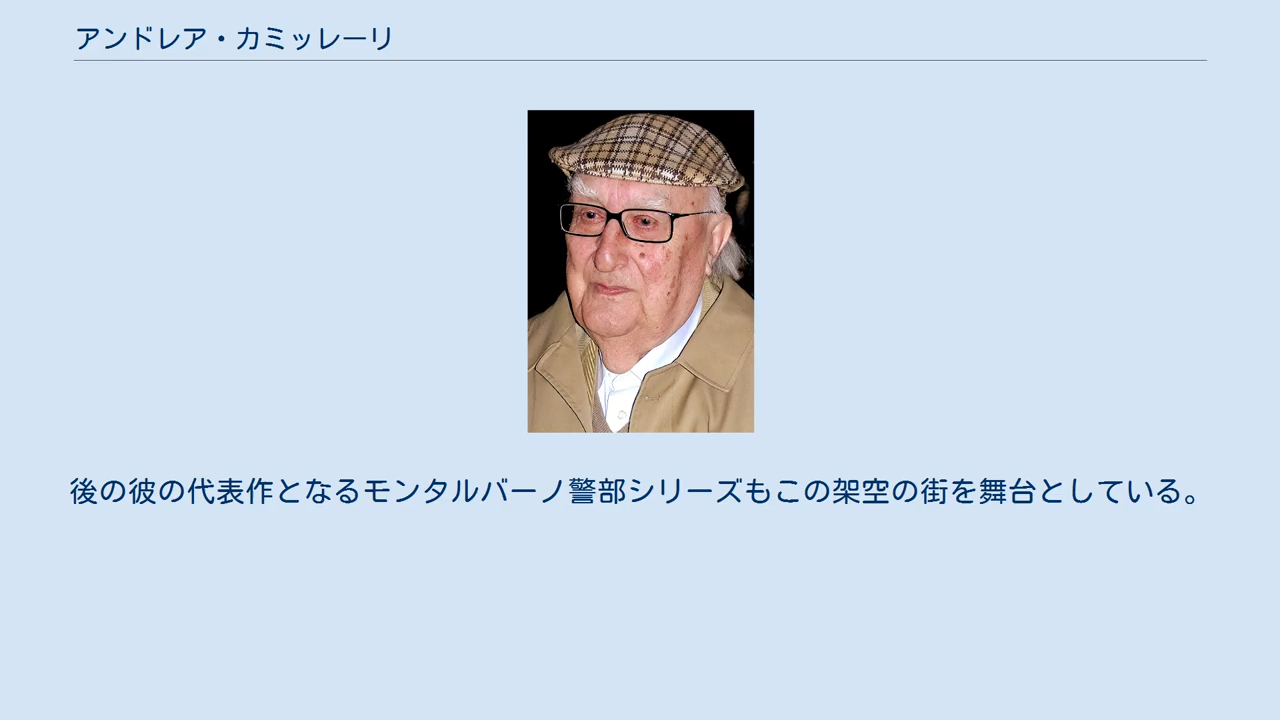 アンドレア・カミッレーリ
後の彼の代表作となるモンタルバーノ警部シリーズもこの架空の街を舞台としている。